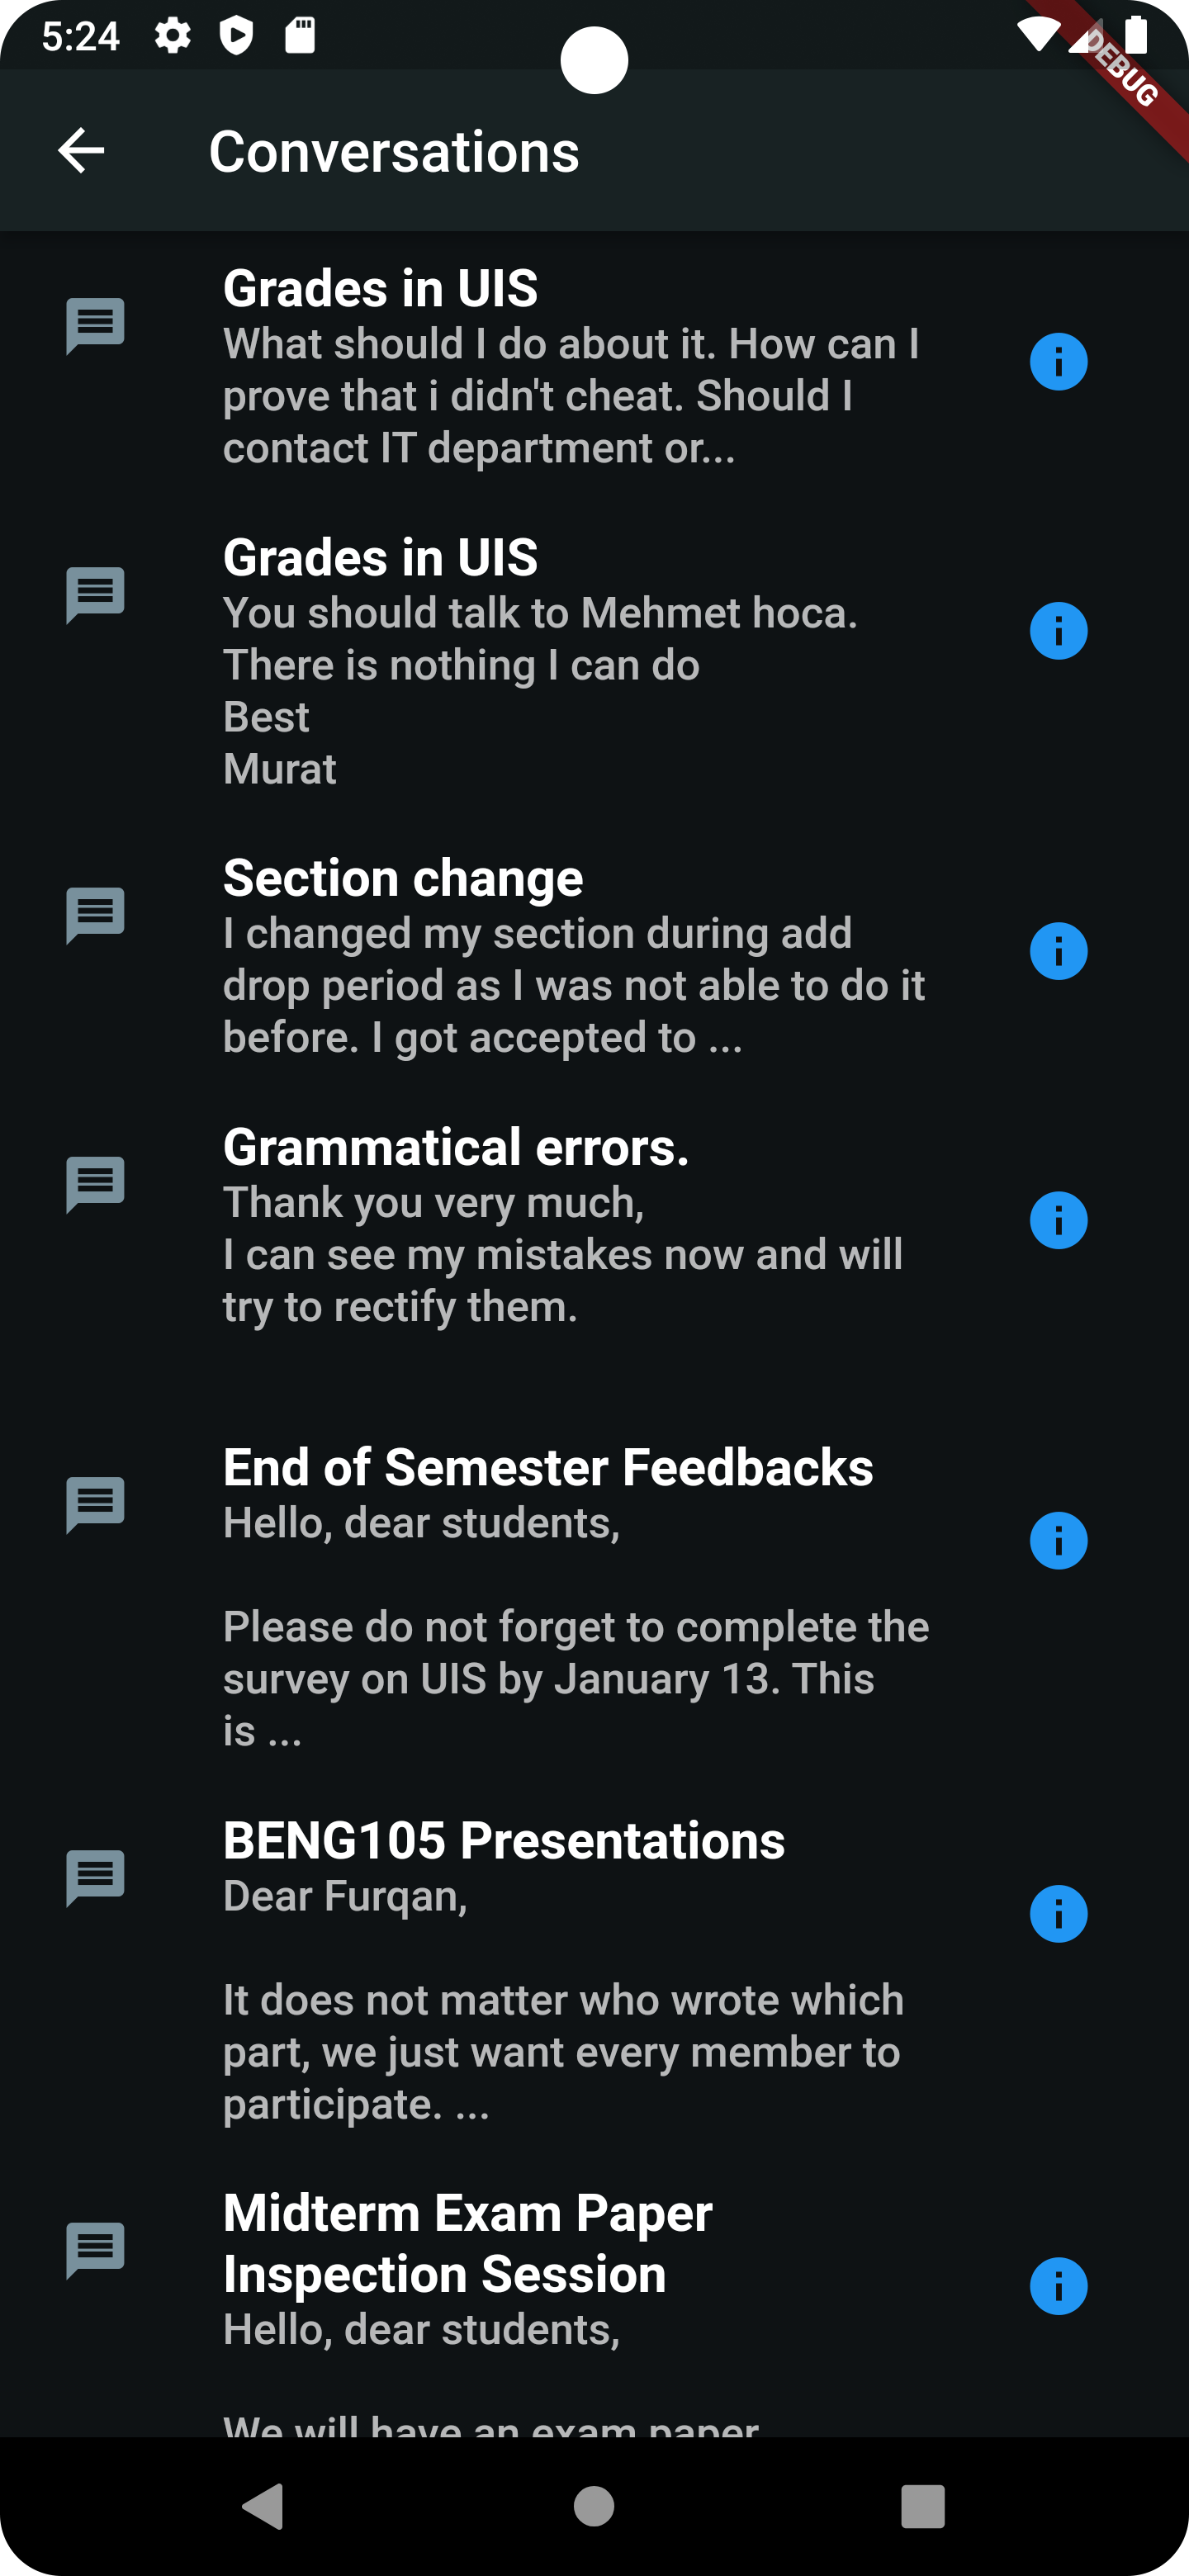 5:24
DEBUG
Conversations
Grades in UIS
What should I do about it. How can I
prove that i didn't cheat. Should I
contact IT department or...
Grades in UIS
You should talk to Mehmet hoca.
There is nothing I can do
Best
Murat
Section change
I changed my section during add
drop period as I was not able to do it
before. I got accepted to ...
Grammatical errors.
Thank you very much,
I can see my mistakes now and will
try to rectify them.
End of Semester Feedbacks
Hello, dear students,
Please do not forget to complete the
survey on UIS by January 13. This
is ...
BENG105 Presentations
Dear Furqan,
It does not matter who wrote which
part, we just want every member to
participate. ...
Midterm Exam Paper
Inspection Session
Hello, dear students,
We will have an exam paper